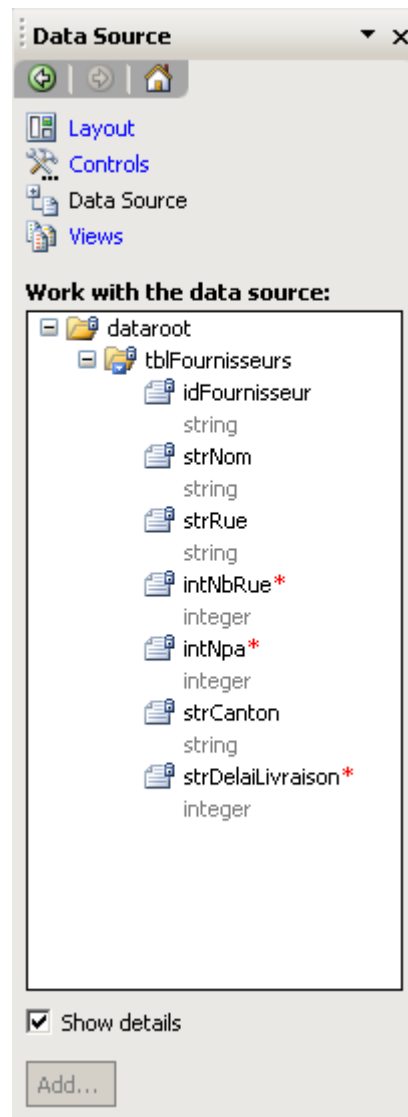 Data Source
Layout
Controls
Data Source
Views
Work with the data source:
dataroot
tblFournisseurs
idFournisseur
string
strNom
string
strRue
string
intNbRue*
integer
intNpa*
integer
strCanton
string
strDelaiLivraison*
integer
Show details
Add...